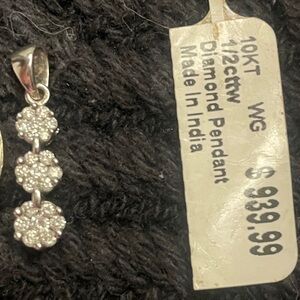 10KT WG $ 939.99
1/2cttw
Diamond Pendant
Made In India